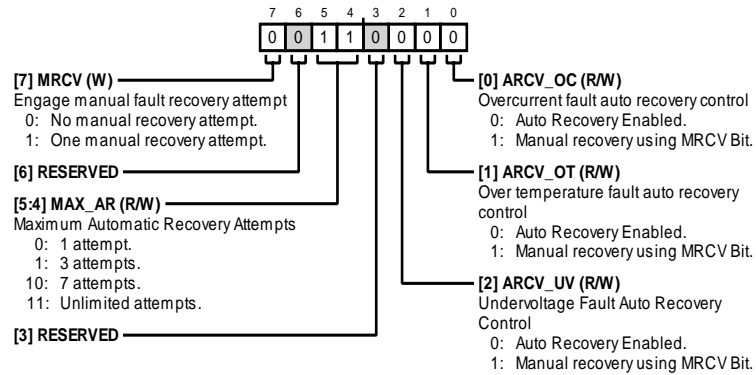 7 6 5 4 3 2 1 0
0 0 1 1 0 0 0 0
[7] MRCV (W)
Engage manual fault recovery attempt
0: No manual recovery attempt.
1: One manual recovery attempt.
[6] RESERVED
[5:4] MAX_AR (R/W)
Maximum Automatic Recovery Attempts
0: 1 attempt.
1: 3 attempts.
10: 7 attempts.
11: Unlimited attempts.
[3] RESERVED
[0] ARCV_OC (R/W)
Overcurrent fault auto recovery control
0: Auto Recovery Enabled.
1: Manual recovery using MRCV Bit.
[1] ARCV_OT (R/W)
Over temperature fault auto recovery
control
0: Auto Recovery Enabled.
1: Manual recovery using MRCV Bit.
[2] ARCV_UV (R/W)
Undervoltage Fault Auto Recovery
Control
0: Auto Recovery Enabled.
1: Manual recovery using MRCV Bit.